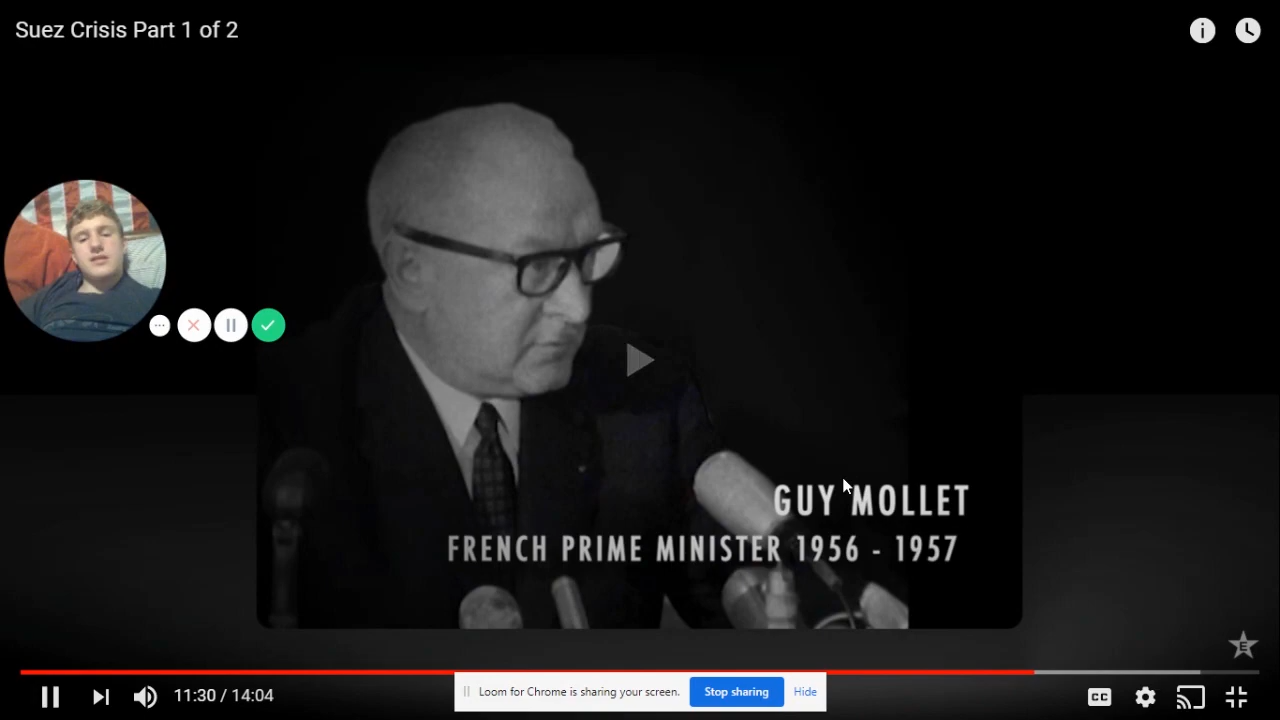 Suez Crisis Part 1 of 2
GUY MOLLET
FRENCH PRIME MINISTER 1956 - 1957
E
11:30 / 14:04
Loom for Chrome is sharing your screen.
Stop sharing
Hide
CC